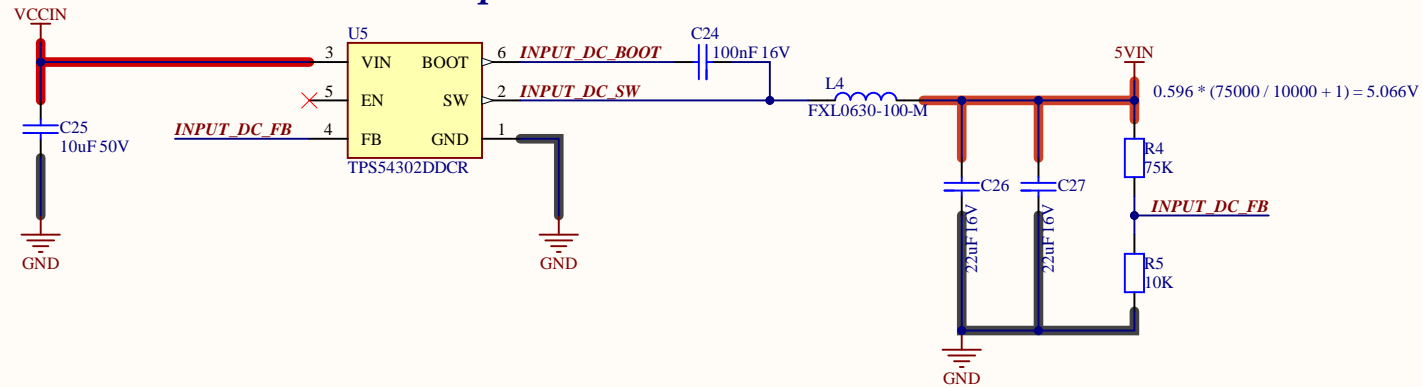 VCCIN
U5
3 VIN
BOOT 6
INPUT_DC_BOOT
C24
100nF 16V
5 EN
SW 2
INPUT_DC_SW
L4
FXL0630-100-M
5VIN
0.596 * (75000 / 10000 + 1) = 5.066V
C25
10uF 50V
INPUT_DC_FB
4 FB
GND 1
TPS54302DDCR
R4
75K
C26
22uF 16V
C27
22uF 16V
INPUT_DC_FB
R5
10K
GND
GND
GND